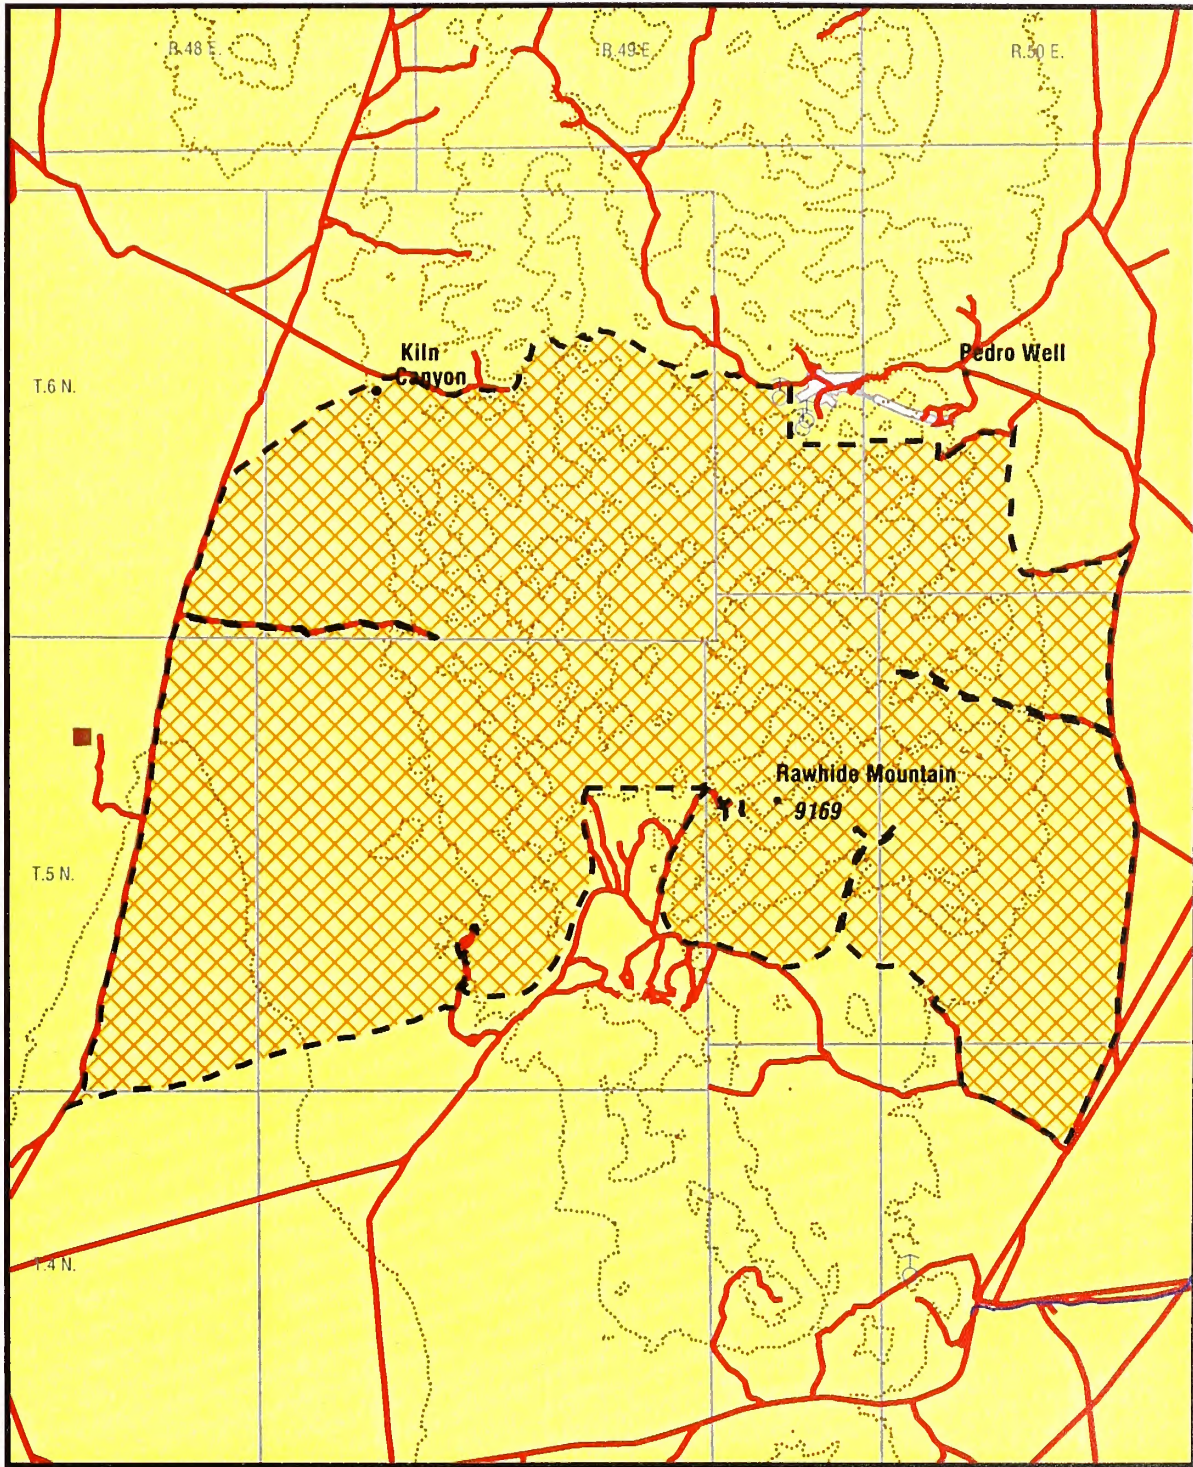 R.48 E.
R.49 E.
R.50 E.
Kiln
Canyon
Pedro Well
T.6 N.
Rawhide Mountain
9169
T.5 N.
T.4 N.